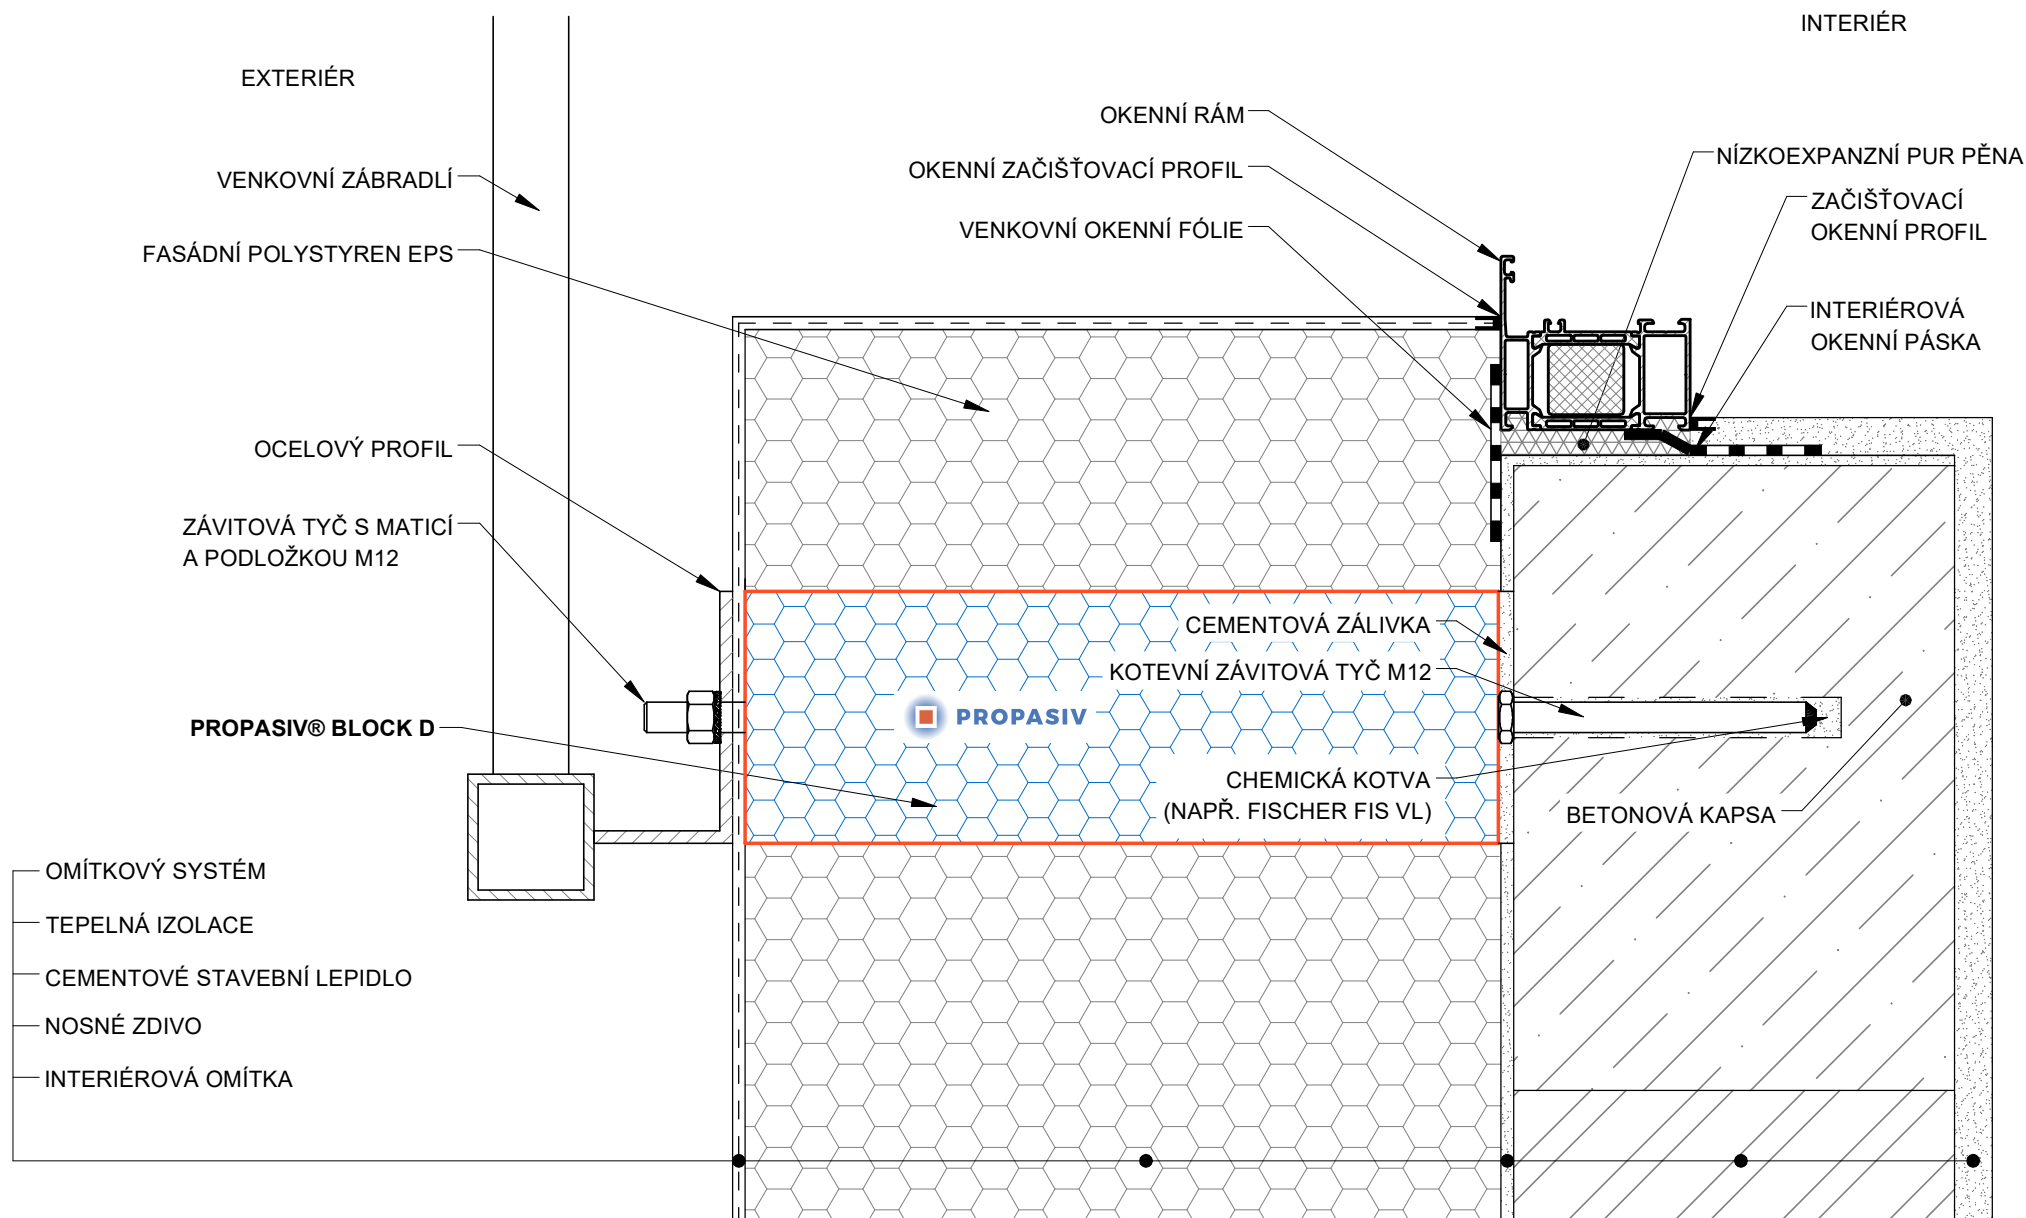 INTERIÉR
EXTERIÉR
OKENNÍ RÁM
NÍZKOEXPANZNÍ PUR PĚNA
OKENNÍ ZAČIŠŤOVACÍ PROFIL
VENKOVNÍ ZÁBRADLÍ
ZAČIŠŤOVACÍ
OKENNÍ PROFIL
VENKOVNÍ OKENNÍ FÓLIE
FASÁDNÍ POLYSTYREN EPS
INTERIÉROVÁ
OKENNÍ PÁSKA
OCELOVÝ PROFIL
ZÁVITOVÁ TYČ S MATICÍ
A PODLOŽKOU M12
CEMENTOVÁ ZÁLIVKA
KOTEVNÍ ZÁVITOVÁ TYČ M12
PROPASIV
PROPASIV® BLOCK D
CHEMICKÁ KOTVA
(NAPŘ. FISCHER FIS VL)
BETONOVÁ KAPSA
OMÍTKOVÝ SYSTÉM
TEPELNÁ IZOLACE
CEMENTOVÉ STAVEBNÍ LEPIDLO
NOSNÉ ZDIVO
INTERIÉROVÁ OMÍTKA